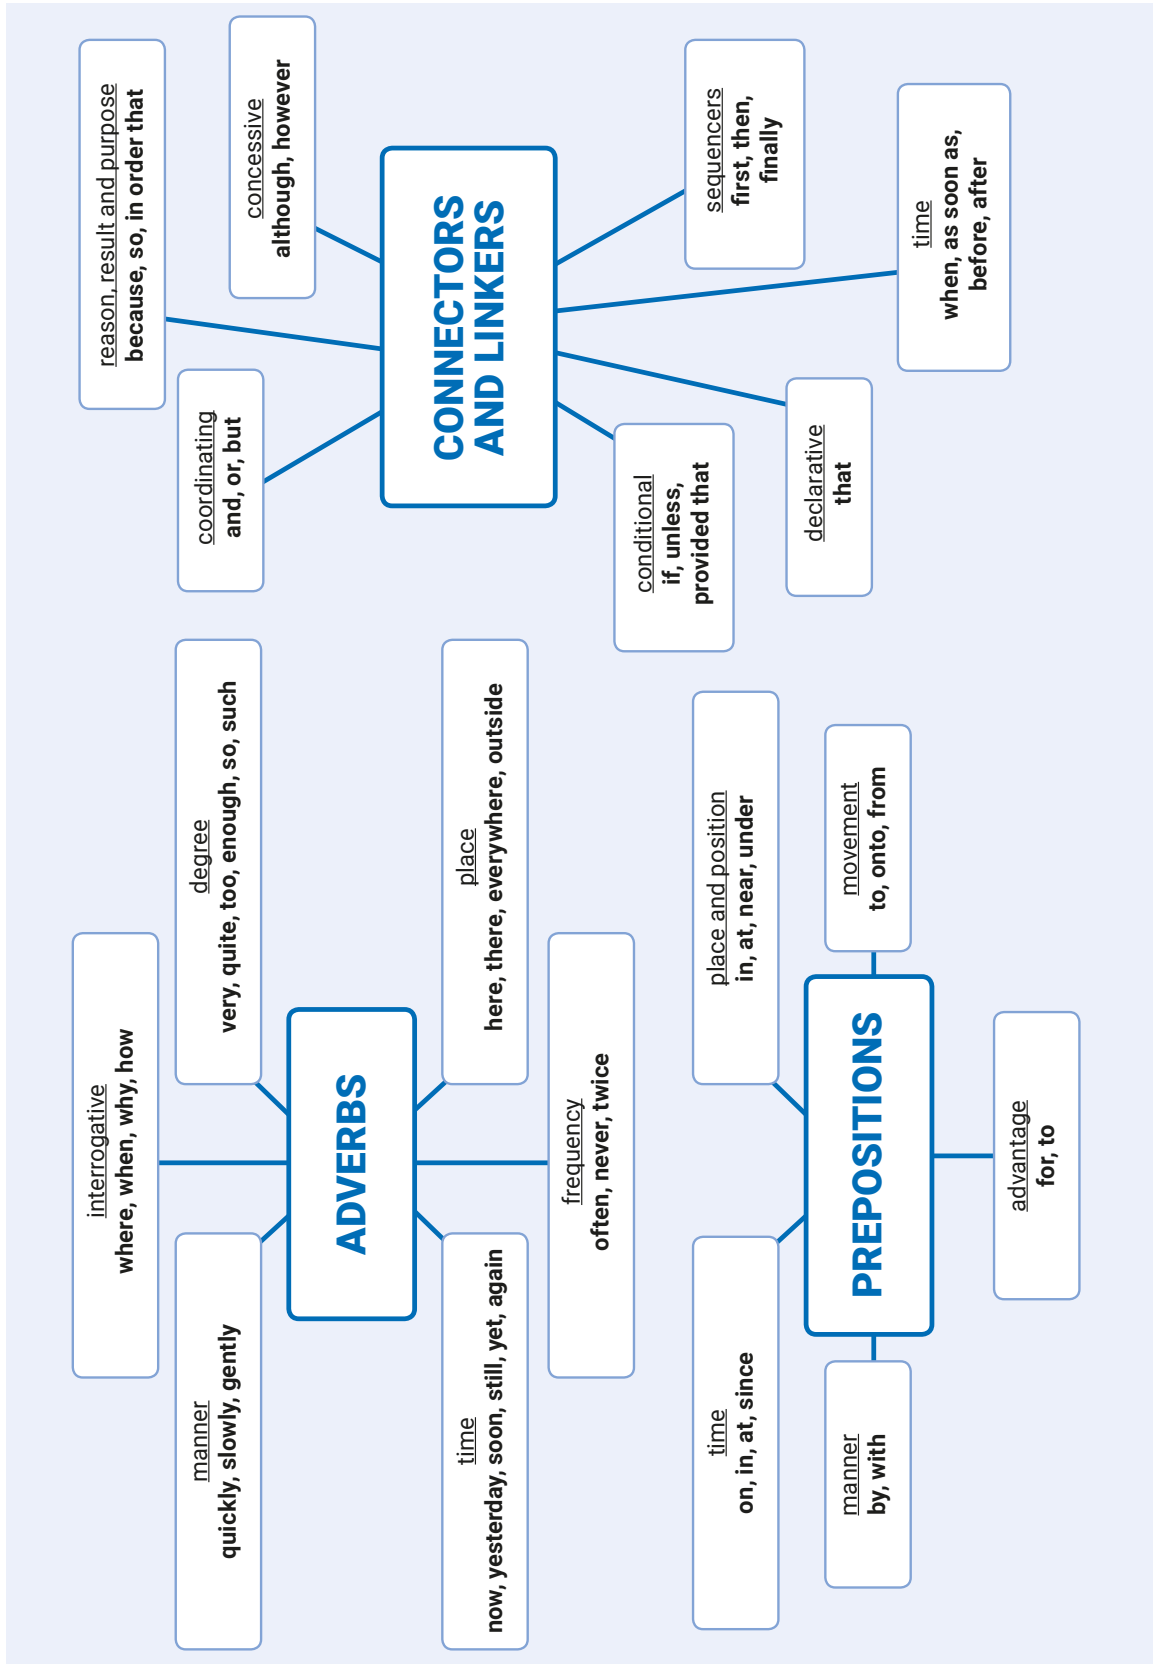 interrogative
where, when, why, how
manner
quickly, slowly, gently
degree
very, quite, too, enough, so, such
ADVERBS
time
now, yesterday, soon, still, yet, again
place
here, there, everywhere, outside
frequency
often, never, twice
time
on, in, at, since
place and position
in, at, near, under
manner
by, with
PREPOSITIONS
movement
to, onto, from
advantage
for, to
reason, result and purpose
because, so, in order that
coordinating
and, or, but
concessive
although, however
CONNECTORS
AND LINKERS
conditional
if, unless,
provided that
sequencers
first, then,
finally
declarative
that
time
when, as soon as,
before, after